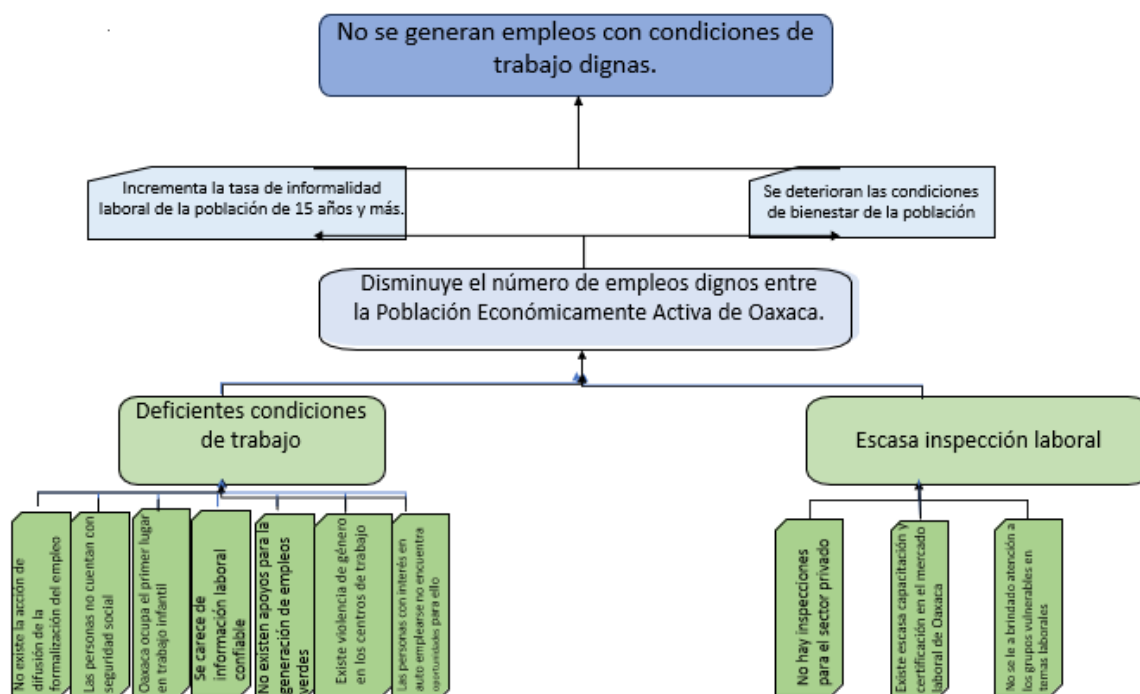 No se generan empleos con condiciones de
trabajo dignas.
Incrementa la tasa de informalidad
laboral de la población de 15 años y más.
Se deterioran las condiciones
de bienestar de la población
Disminuye el número de empleos dignos entre
la Población Económicamente Activa de Oaxaca.
Deficientes condiciones
de trabajo
Escasa inspección laboral
No existe la acción de
difusión de la
formalización del empleo
Las personas no cuentan con
seguridad social
Oaxaca ocupa el primer lugar
en trabajo infantil
Se carece de
información laboral
confiable
No existen apoyos para la
generación de empleos
verdes
Existe violencia de género
en los centros de trabajo
Las personas con interés en
auto emplearse no encuentra
oportunidades para ello
No hay inspecciones
para el sector privado
Existe escasa capacitación y
certificación en el mercado
laboral de Oaxaca
No se le a brindado atención a
los grupos vulnerables en
temas laborales